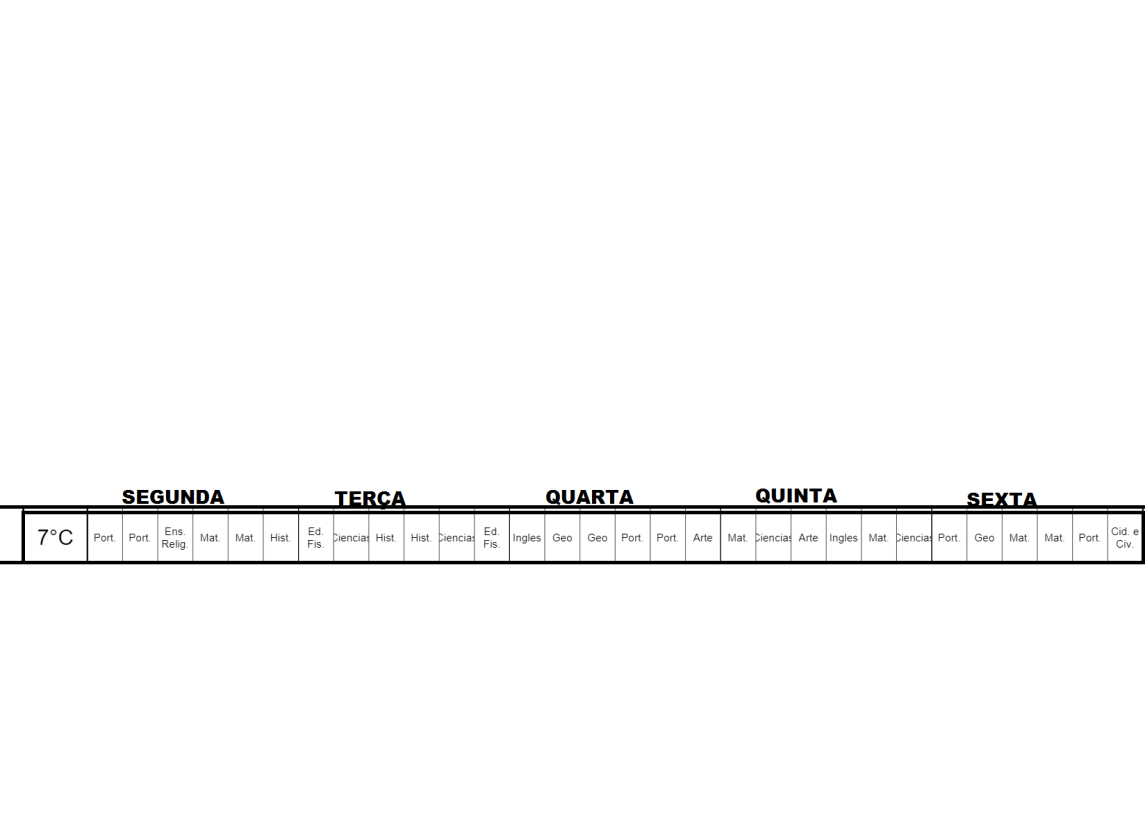 SEGUNDA TERÇA QUARTA QUINTA SEXTA
7°C Port. Port. Ens. Relig. Mat. Mat. Hist. Ed. Fis. Ciencias Hist. Hist. Ciencias Ed. Fis. Ingles Geo Geo Port. Port. Arte Mat. Ciencias Arte Ingles Mat. Ciencias Port. Geo Mat. Mat. Port. Cid. e Civ.